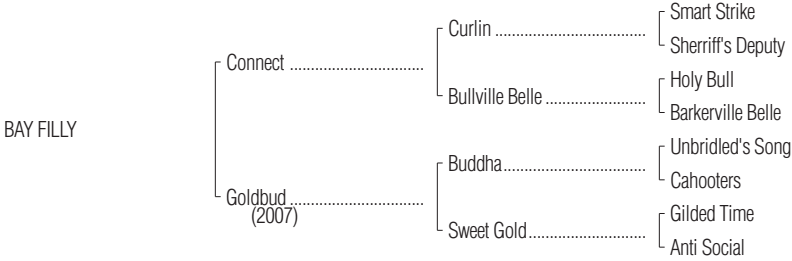 Smart Strike
Curlin ......................................
Sherriff's Deputy
Connect ..................................
Holy Bull
Bullville Belle .........................
Barkerville Belle
BAY FILLY
Unbridled's Song
Buddha.....................................
Cahooters
Goldbud ..................................
(2007)
Gilded Time
Sweet Gold..............................
Anti Social